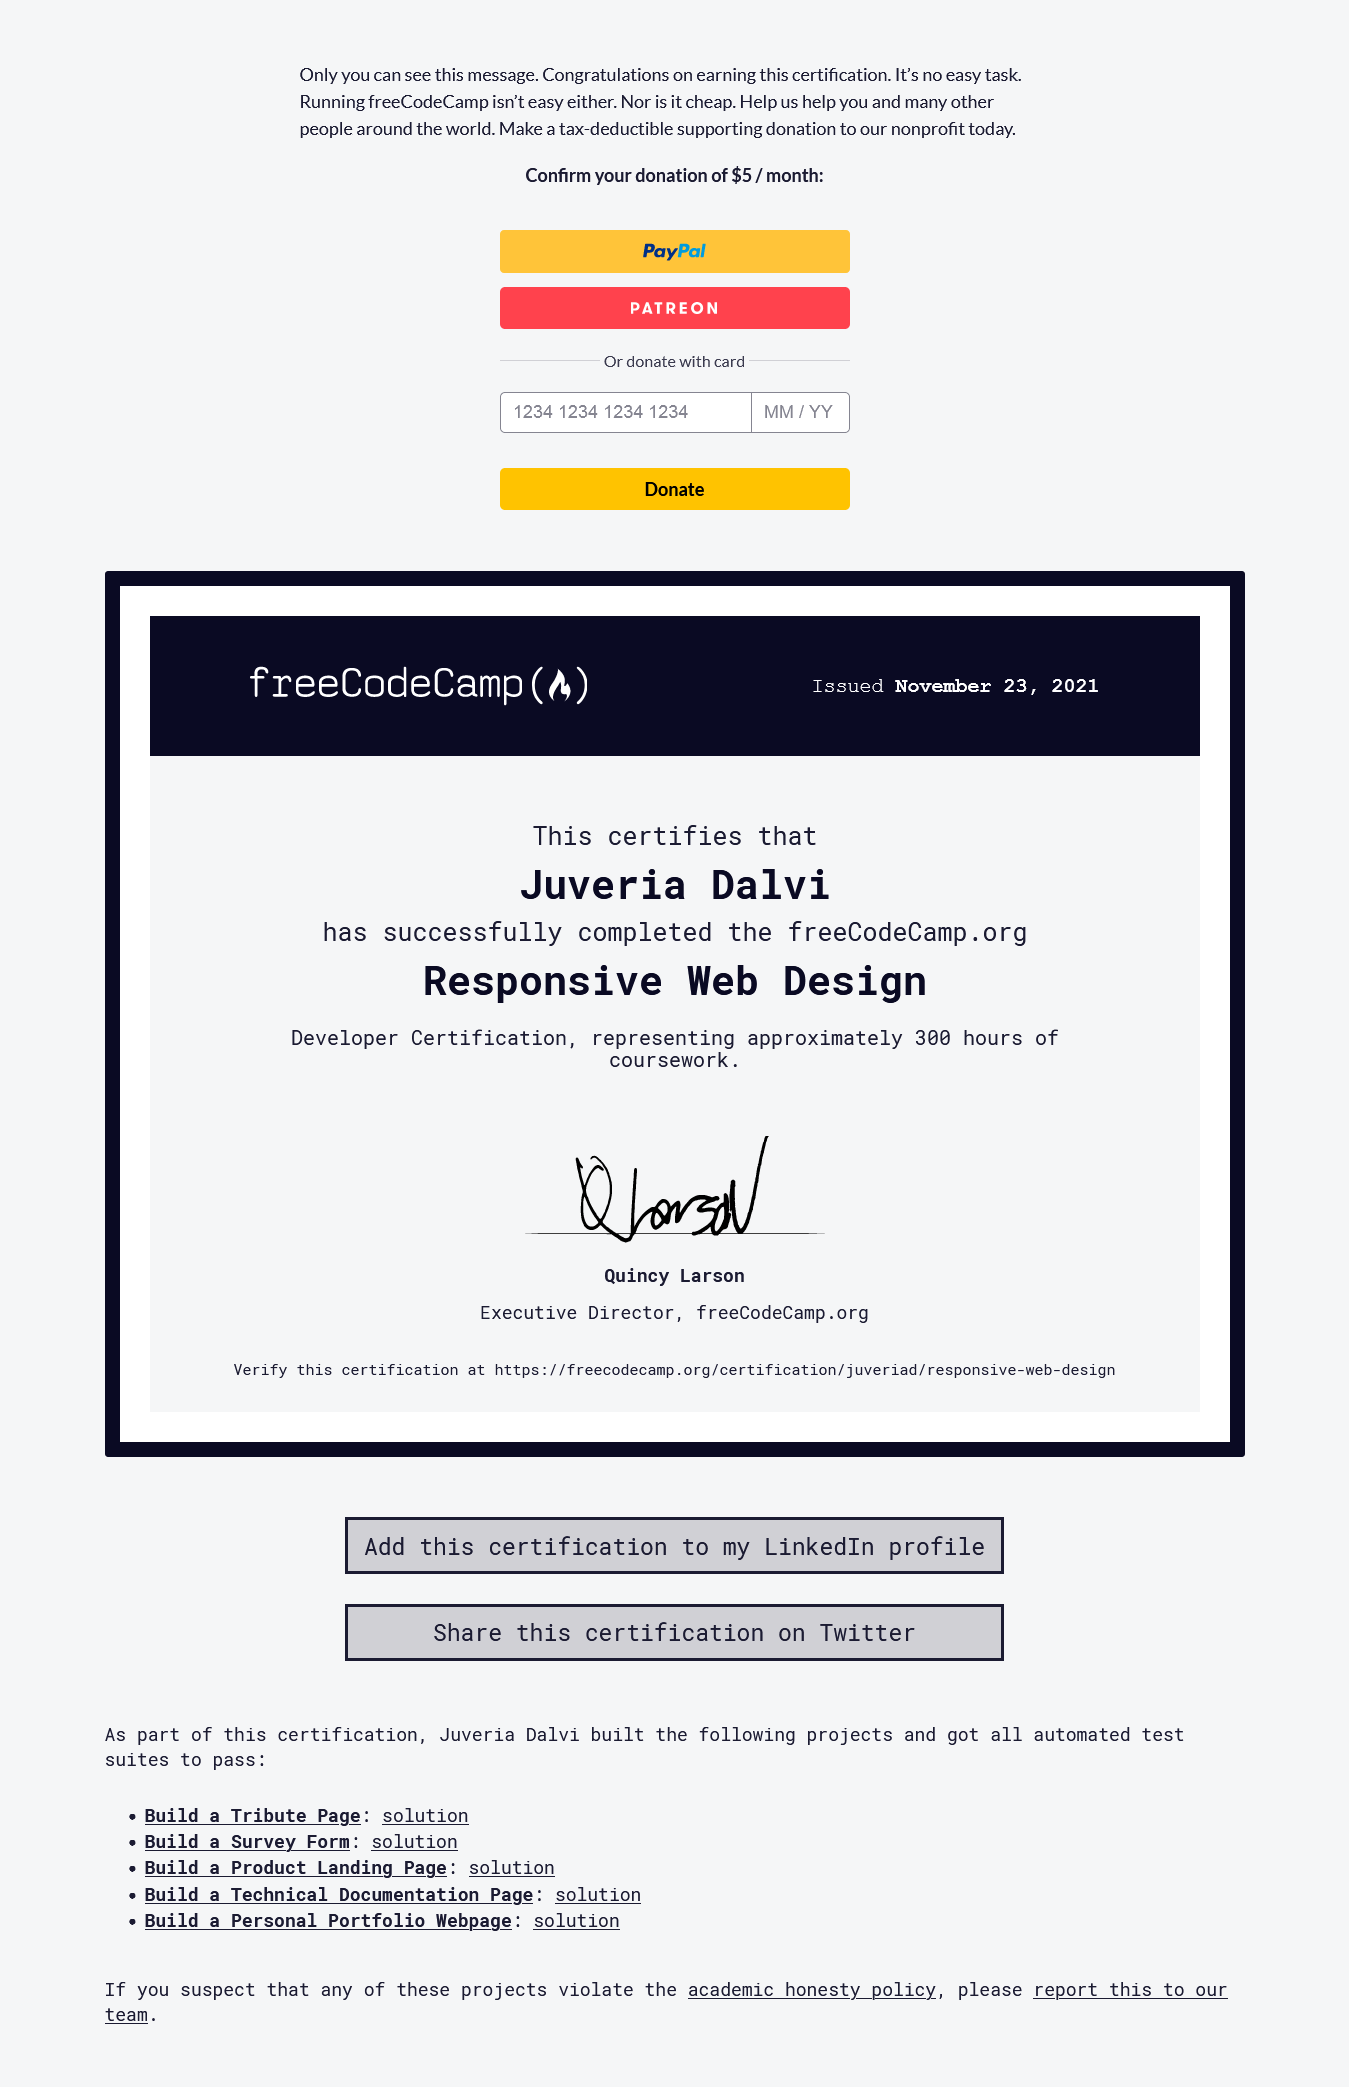 Only you can see this message. Congratulations on earning this certification. It’s no easy task.
Running freeCodeCamp isn’t easy either. Nor is it cheap. Help us help you and many other
people around the world. Make a tax-deductible supporting donation to our nonprofit today.
Confirm your donation of $5 / month:
PayPal
PATREON
Or donate with card
1234 1234 1234 1234 MM / YY
Donate
freeCodeCamp(🔥) Issued November 23, 2021
This certifies that
Juveria Dalvi
has successfully completed the freeCodeCamp.org
Responsive Web Design
Developer Certification, representing approximately 300 hours of
coursework.
Q Larson
Quincy Larson
Executive Director, freeCodeCamp.org
Verify this certification at https://freecodecamp.org/certification/juveriad/responsive-web-design
Add this certification to my LinkedIn profile
Share this certification on Twitter
As part of this certification, Juveria Dalvi built the following projects and got all automated test
suites to pass:
• Build a Tribute Page: solution
• Build a Survey Form: solution
• Build a Product Landing Page: solution
• Build a Technical Documentation Page: solution
• Build a Personal Portfolio Webpage: solution
If you suspect that any of these projects violate the academic honesty policy, please report this to our
team.